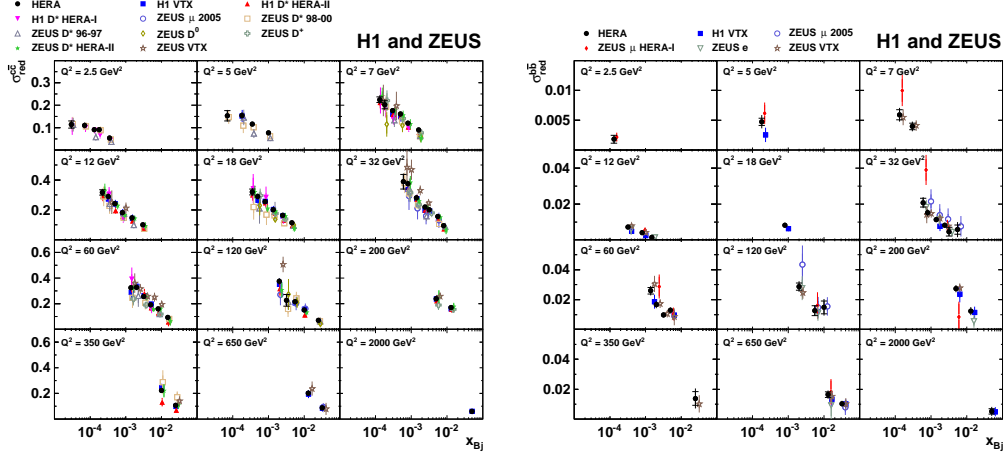 HERA H1 VTX H1 D* HERA-II
H1 D* HERA-I ZEUS μ 2005 ZEUS D* 98-00
ZEUS D* 96-97 ZEUS D⁰ ZEUS D⁺
ZEUS D* HERA-II ZEUS VTX
H1 and ZEUS
σ_red^cc̄
Q² = 2.5 GeV² Q² = 5 GeV² Q² = 7 GeV²
0.4
0.3
0.2
0.1
Q² = 12 GeV² Q² = 18 GeV² Q² = 32 GeV²
0.4
0.2
Q² = 60 GeV² Q² = 120 GeV² Q² = 200 GeV²
0.6
0.4
0.2
Q² = 350 GeV² Q² = 650 GeV² Q² = 2000 GeV²
0.4
0.2
10⁻⁴ 10⁻³ 10⁻² 10⁻⁴ 10⁻³ 10⁻² 10⁻⁴ 10⁻³ 10⁻²
x_Bj
HERA H1 VTX ZEUS μ 2005
ZEUS μ HERA-I ZEUS e ZEUS VTX
H1 and ZEUS
σ_red^bb̄
Q² = 2.5 GeV² Q² = 5 GeV² Q² = 7 GeV²
0.01
0.005
Q² = 12 GeV² Q² = 18 GeV² Q² = 32 GeV²
0.04
0.02
Q² = 60 GeV² Q² = 120 GeV² Q² = 200 GeV²
0.04
0.02
Q² = 350 GeV² Q² = 650 GeV² Q² = 2000 GeV²
0.04
0.02
10⁻⁴ 10⁻³ 10⁻² 10⁻⁴ 10⁻³ 10⁻² 10⁻⁴ 10⁻³ 10⁻²
x_Bj